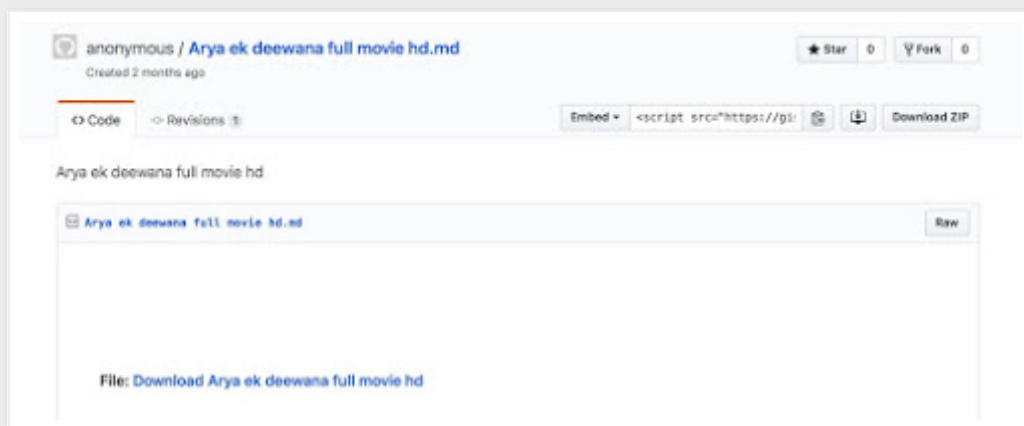 anonymous / Arya ek deewana full movie hd.md
Star 0 Fork 0
Created 2 months ago
Code Revisions 1
Embed <script src="https://gi: Download ZIP
Arya ek deewana full movie hd
Arya ek deewana full movie hd.md Raw
File: Download Arya ek deewana full movie hd